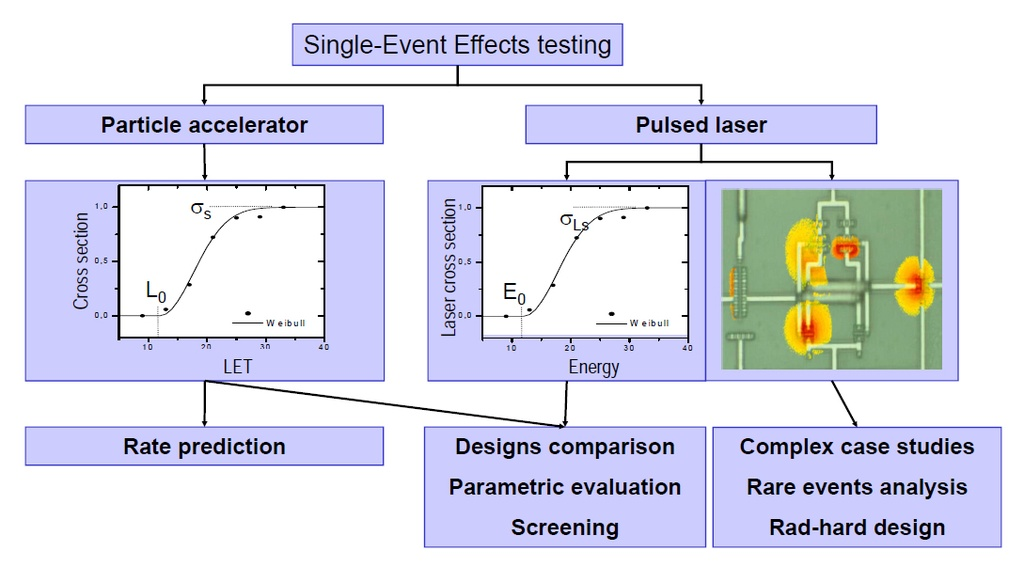 Single-Event Effects testing
Particle accelerator
Pulsed laser
Cross section
1,0
0,5
0,0
σs
L0
Weibull
10 20 30 40
LET
Laser cross section
1,0
0,5
0,0
σLs
E0
Weibull
10 20 30 40
Energy
Rate prediction
Designs comparison
Parametric evaluation
Screening
Complex case studies
Rare events analysis
Rad-hard design